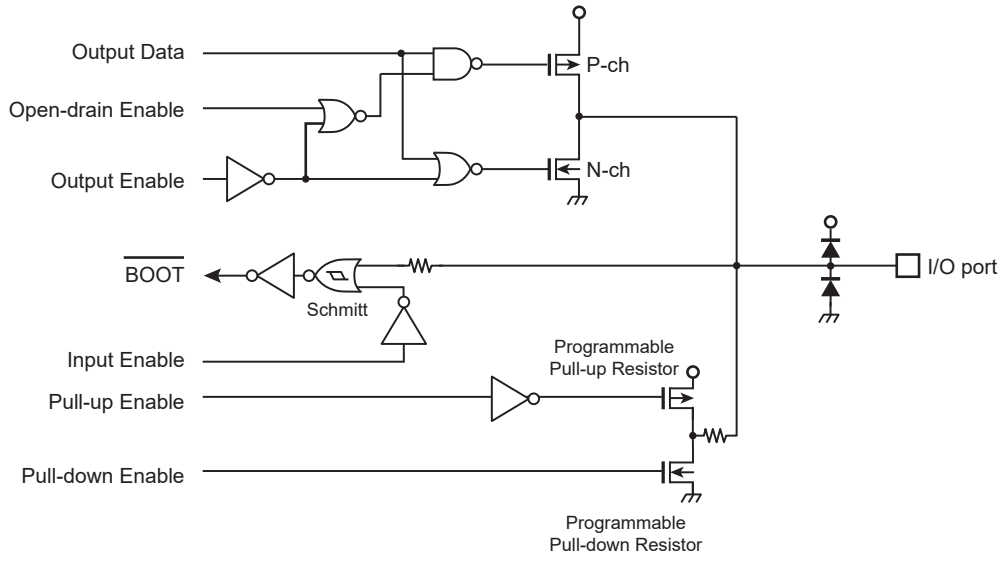 Output Data
P-ch
Open-drain Enable
Output Enable
N-ch
BOOT
I/O port
Schmitt
Input Enable
Programmable
Pull-up Resistor
Pull-up Enable
Pull-down Enable
Programmable
Pull-down Resistor